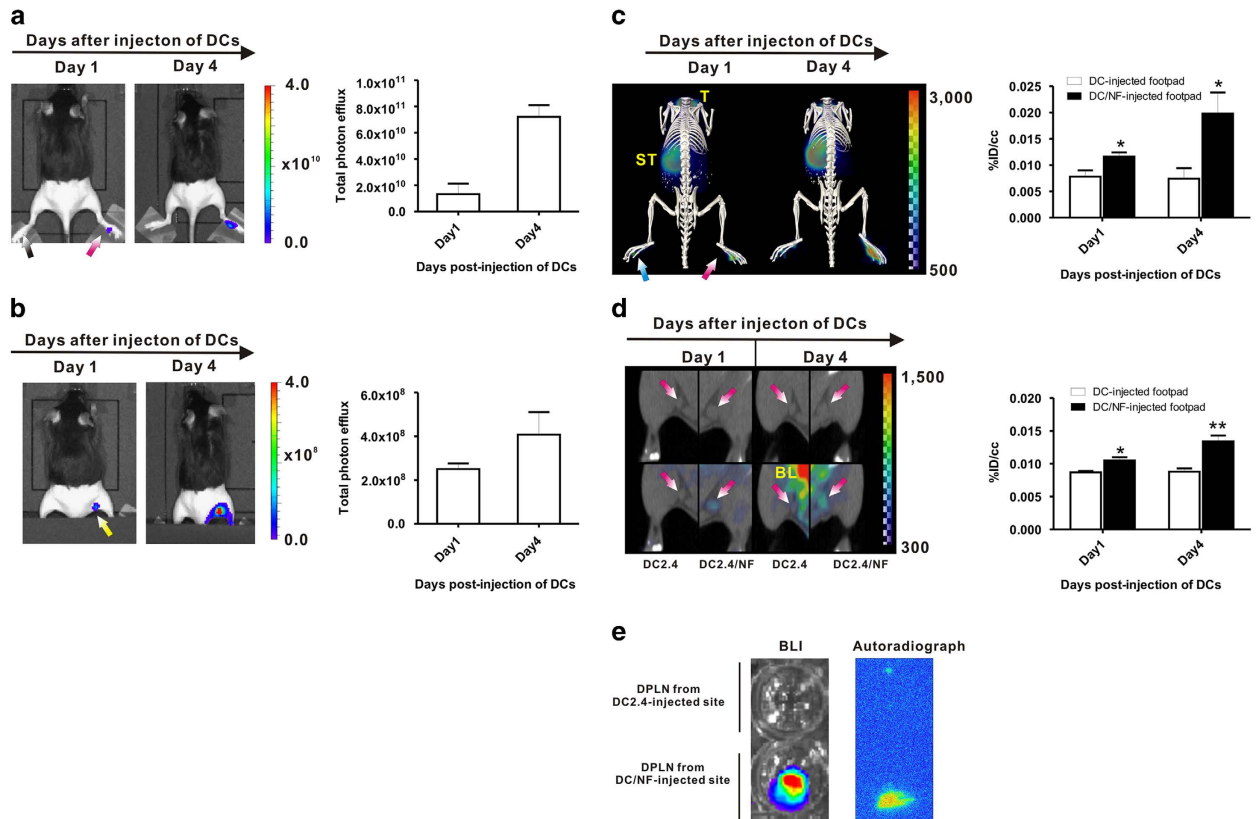 a
Days after injecton of DCs
Day 1 Day 4
4.0
x10¹⁰
0.0
Total photon efflux
1.0x10¹¹
8.0x10¹¹
6.0x10¹⁰
4.0x10¹⁰
2.0x10¹⁰
0.0
Day1 Day4
Days post-injection of DCs
b
Days after injecton of DCs
Day 1 Day 4
4.0
x10⁸
0.0
Total photon efflux
6.0x10⁸
4.0x10⁸
2.0x10⁸
0.0
Day1 Day4
Days post-injection of DCs
c
Days after injecton of DCs
Day 1 Day 4
T
ST
3,000
500
DC-injected footpad
DC/NF-injected footpad
%ID/cc
0.025
0.020
0.015
0.010
0.005
0.000
* *
Day1 Day4
Days post-injection of DCs
d
Days after injecton of DCs
Day 1 Day 4
BL
1,500
300
DC2.4 DC2.4/NF DC2.4 DC2.4/NF
DC-injected footpad
DC/NF-injected footpad
%ID/cc
0.020
0.015
0.010
0.005
0.000
* **
Day1 Day4
Days post-injection of DCs
e
BLI Autoradiograph
DPLN from
DC2.4-injected site
DPLN from
DC/NF-injected site